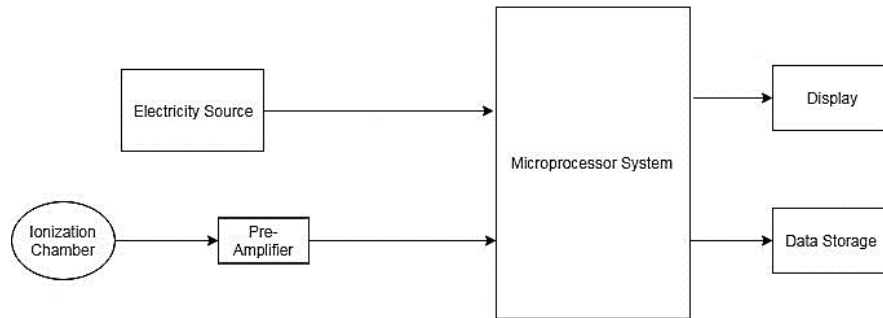 Electricity Source
Display
Microprocessor System
Ionization
Chamber
Pre-
Amplifier
Data Storage